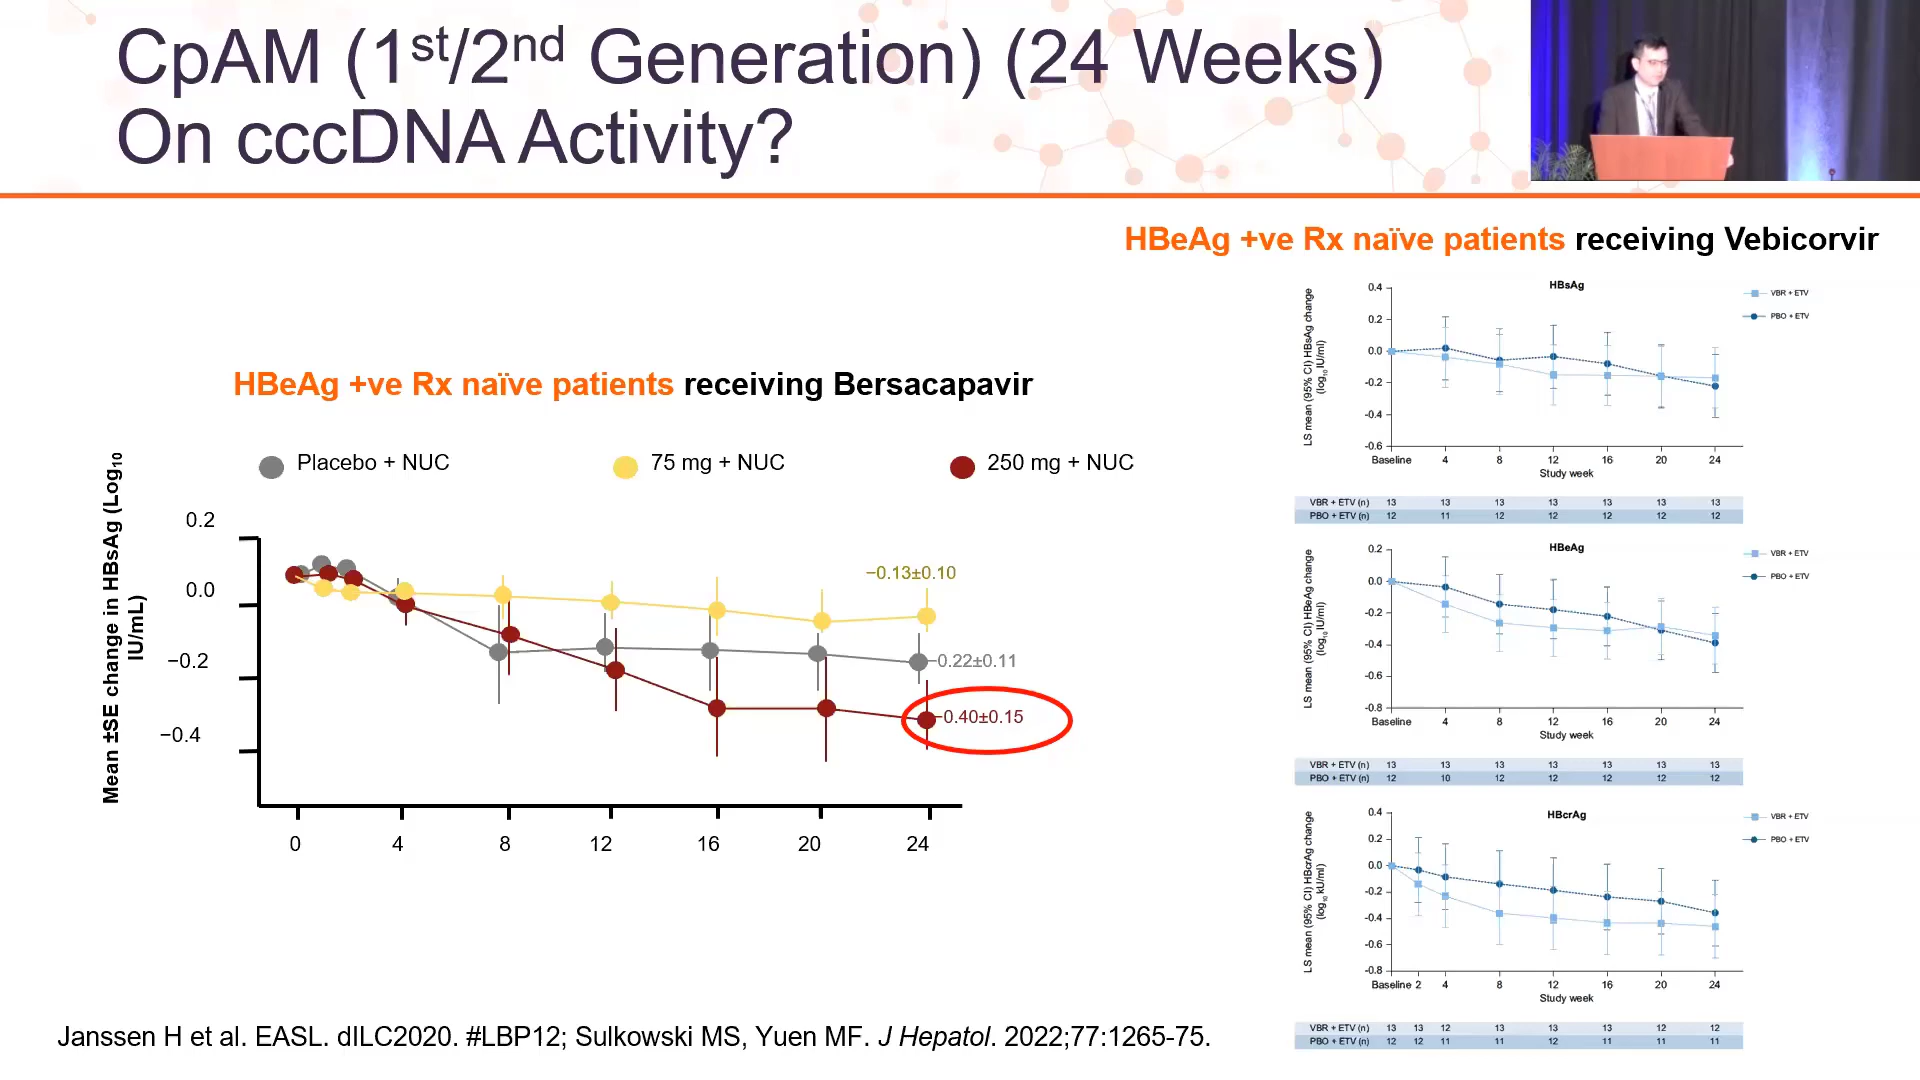 CpAM (1st/2nd Generation) (24 Weeks)
On cccDNA Activity?
HBeAg +ve Rx naïve patients receiving Vebicorvir
HBeAg +ve Rx naïve patients receiving Bersacapavir
Placebo + NUC
75 mg + NUC
250 mg + NUC
Mean ±SE change in HBsAg (Log10
IU/mL)
0.2
0.0
−0.2
−0.4
−0.13±0.10
−0.22±0.11
−0.40±0.15
0 4 8 12 16 20 24
HBsAg
VBR + ETV
PBO + ETV
LS mean (95% CI) HBsAg change
(log10 IU/ml)
0.4
0.2
0.0
-0.2
-0.4
-0.6
Baseline 4 8 12 16 20 24
Study week
VBR + ETV (n) 13 13 13 13 13 13 13
PBO + ETV (n) 12 11 12 12 12 12 12
HBeAg
VBR + ETV
PBO + ETV
LS mean (95% CI) HBeAg change
(log10 IU/ml)
0.2
0.0
-0.2
-0.4
-0.6
-0.8
Baseline 4 8 12 16 20 24
Study week
VBR + ETV (n) 13 13 13 13 13 13 13
PBO + ETV (n) 12 10 12 12 12 12 12
HBcrAg
VBR + ETV
PBO + ETV
LS mean (95% CI) HBcrAg change
(log10 kU/ml)
0.4
0.2
0.0
-0.2
-0.4
-0.6
-0.8
Baseline 2 4 8 12 16 20 24
Study week
VBR + ETV (n) 13 13 12 13 13 13 12 12
PBO + ETV (n) 12 12 11 11 12 11 11 11
Janssen H et al. EASL. dILC2020. #LBP12; Sulkowski MS, Yuen MF. J Hepatol. 2022;77:1265-75.